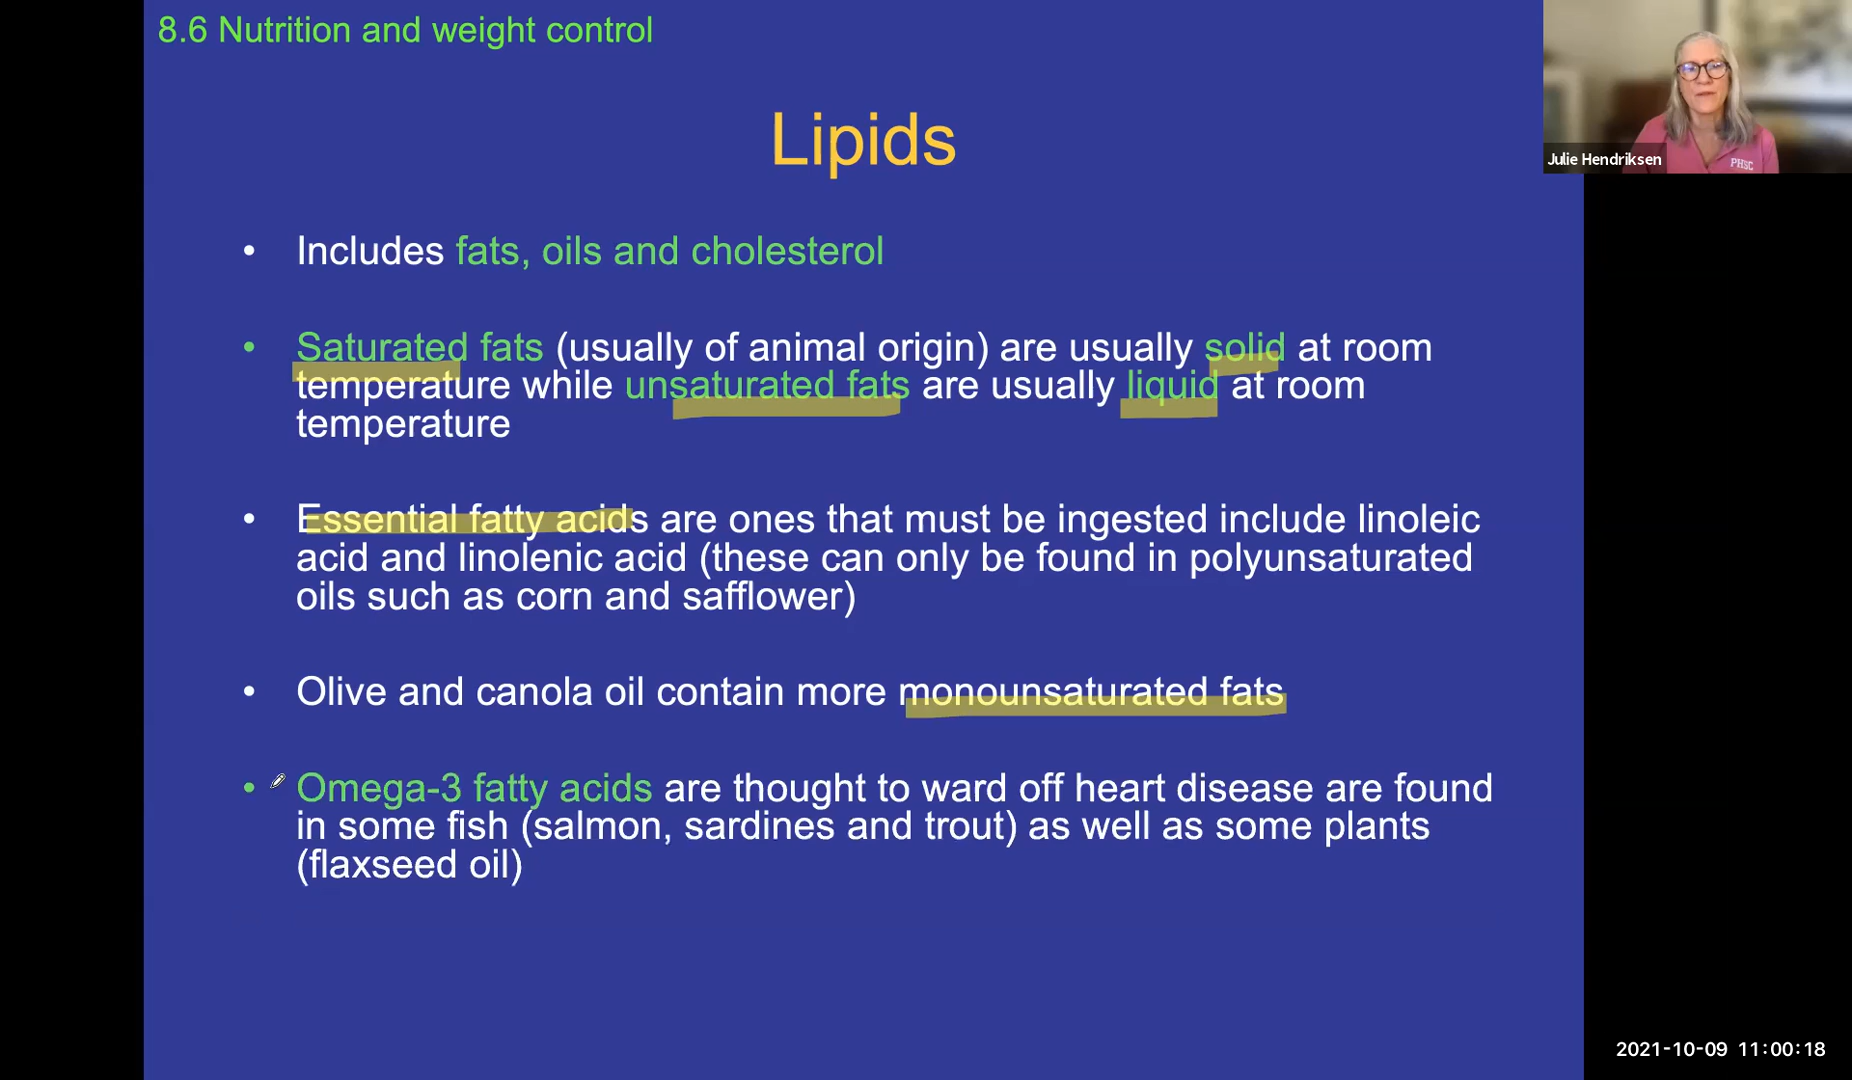 8.6 Nutrition and weight control
Lipids
• Includes fats, oils and cholesterol
• Saturated fats (usually of animal origin) are usually solid at room
temperature while unsaturated fats are usually liquid at room
temperature
• Essential fatty acids are ones that must be ingested include linoleic
acid and linolenic acid (these can only be found in polyunsaturated
oils such as corn and safflower)
• Olive and canola oil contain more monounsaturated fats
• Omega-3 fatty acids are thought to ward off heart disease are found
in some fish (salmon, sardines and trout) as well as some plants
(flaxseed oil)
Julie Hendriksen
PHSC
2021-10-09 11:00:18